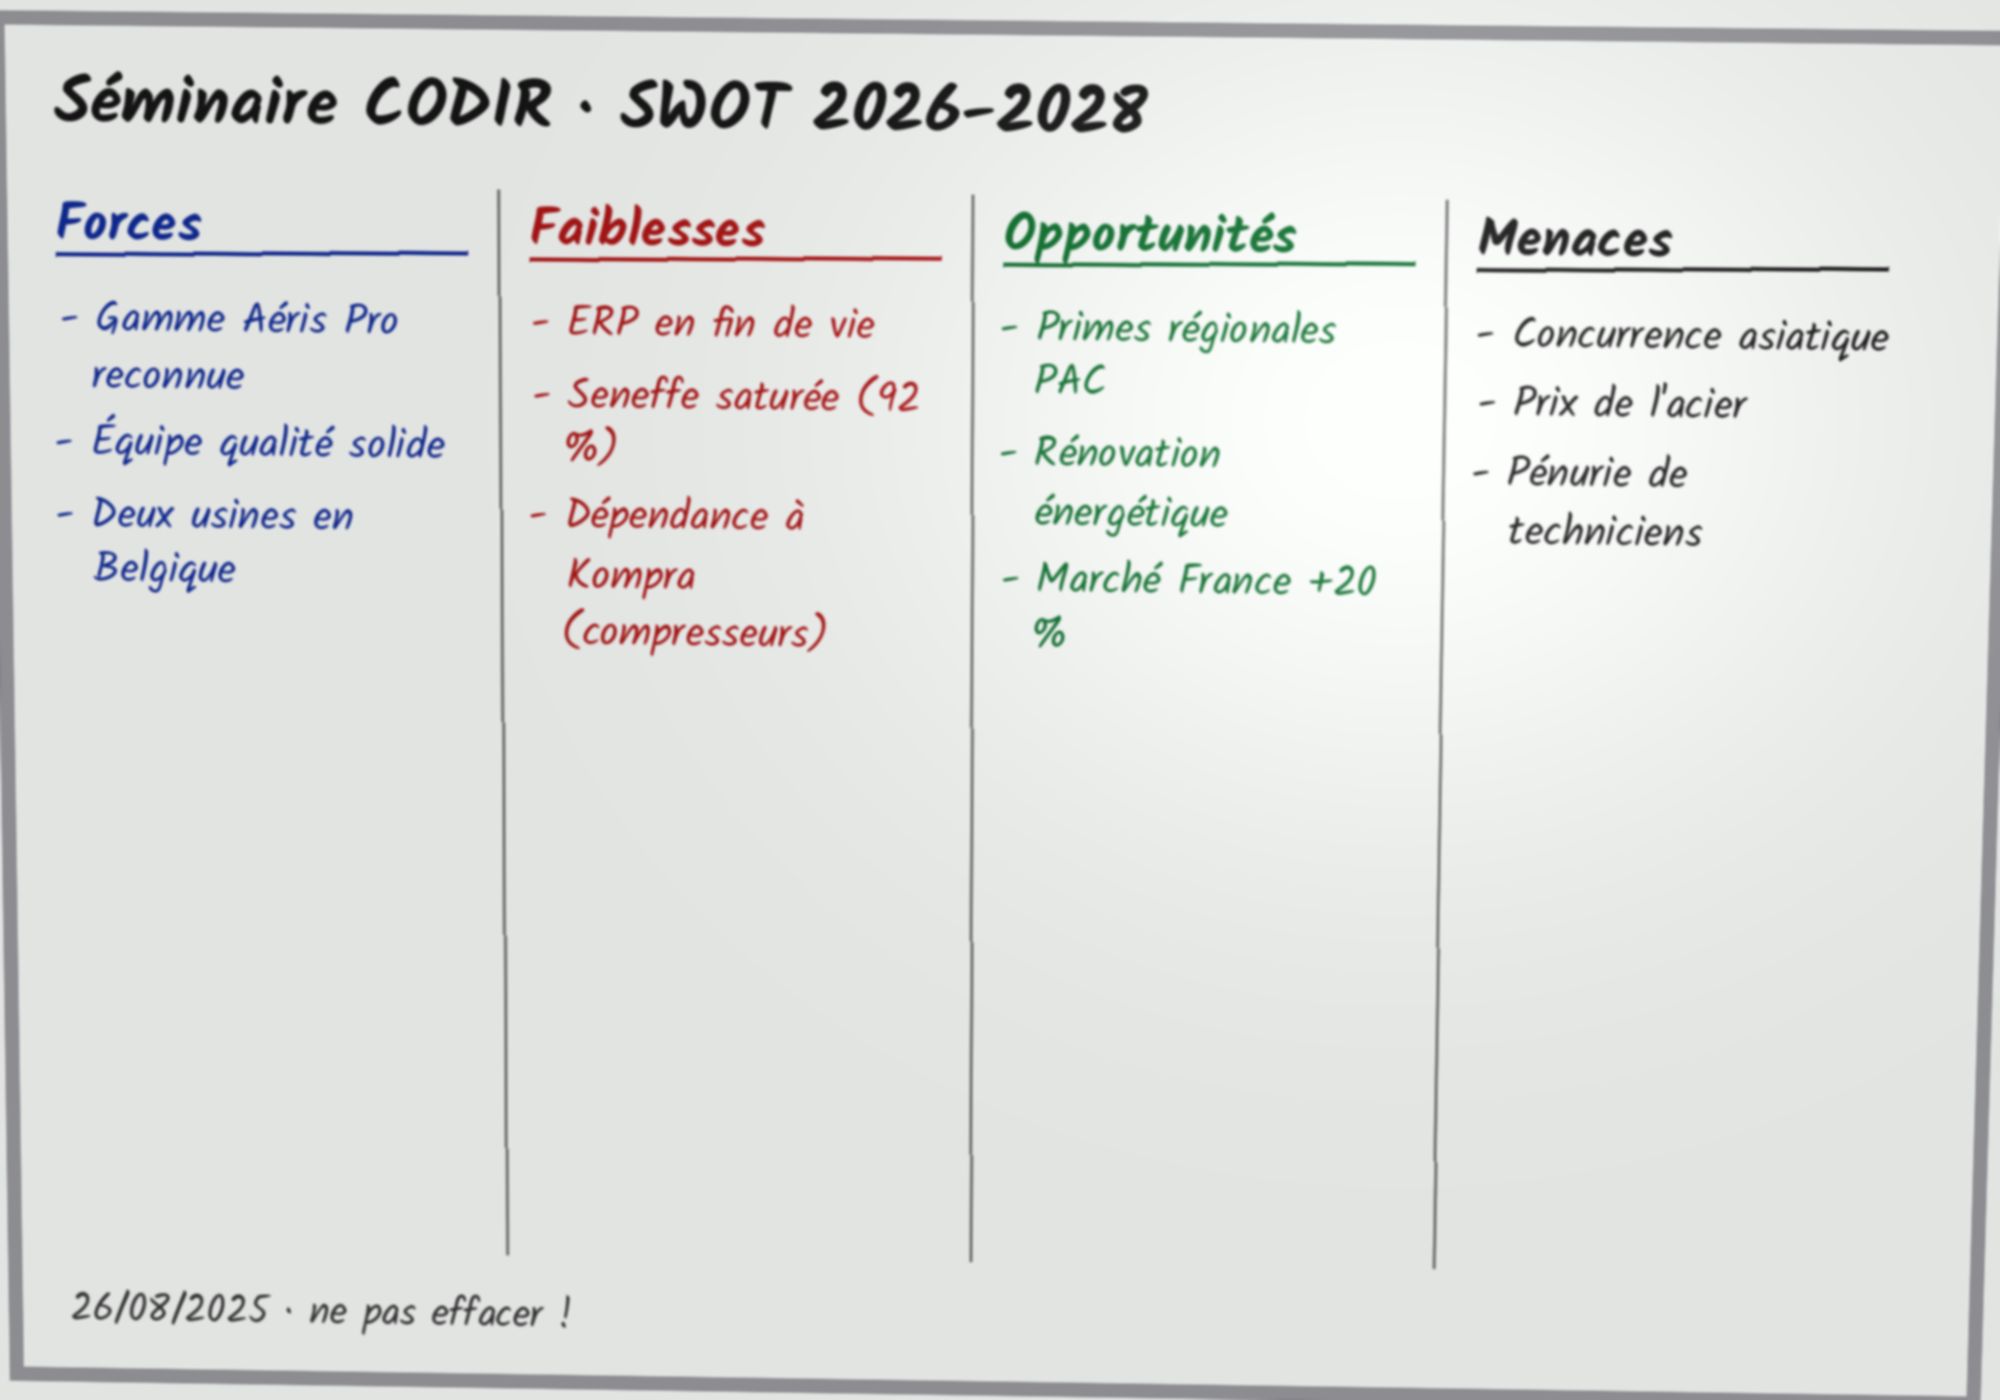 Séminaire CODIR · SWOT 2026-2028
Forces
- Gamme Aéris Pro
reconnue
- Équipe qualité solide
- Deux usines en
Belgique
Faiblesses
- ERP en fin de vie
- Seneffe saturée (92
%)
- Dépendance à
Kompra
(compresseurs)
Opportunités
- Primes régionales
PAC
- Rénovation
énergétique
- Marché France +20
%
Menaces
- Concurrence asiatique
- Prix de l'acier
- Pénurie de
techniciens
26/08/2025 · ne pas effacer !